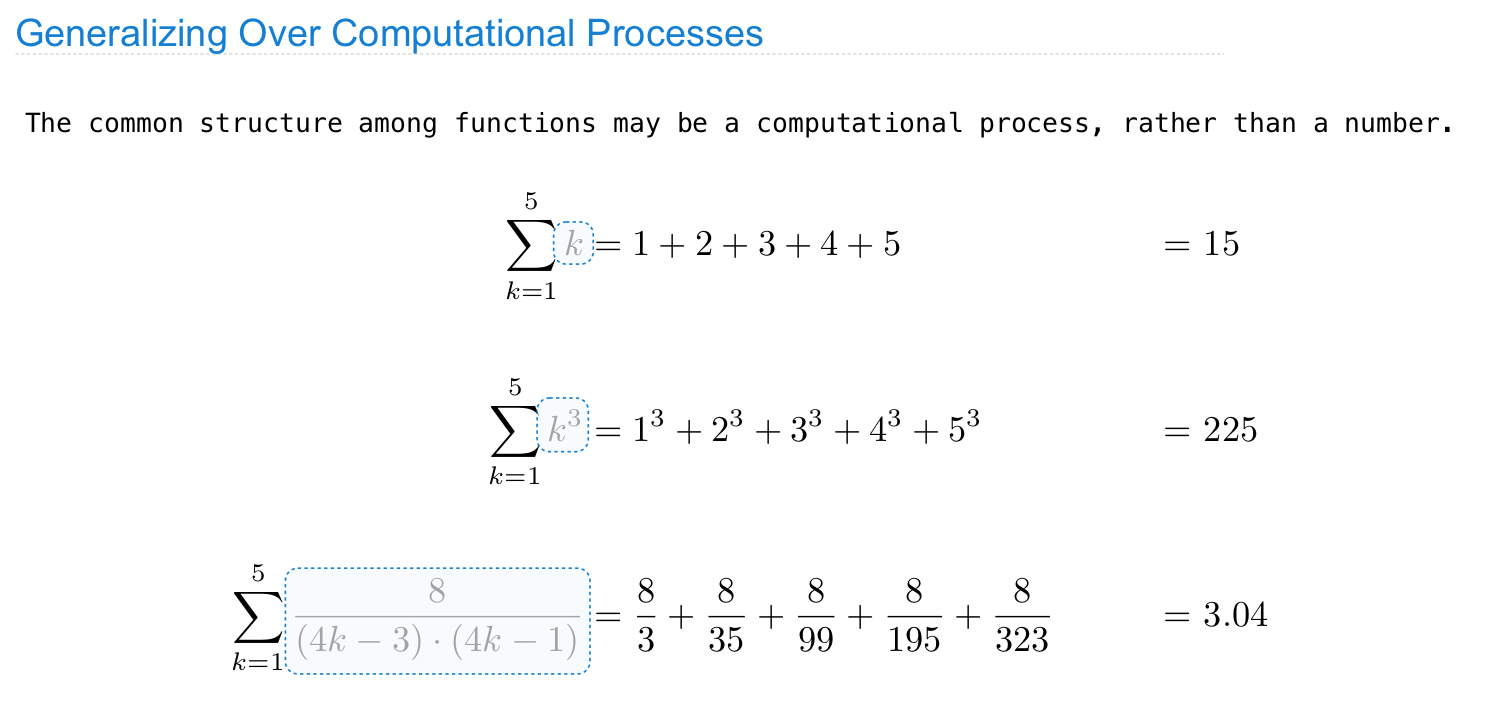 Generalizing Over Computational Processes
The common structure among functions may be a computational process, rather than a number.
\sum_{k=1}^{5} k = 1 + 2 + 3 + 4 + 5 = 15
\sum_{k=1}^{5} k^3 = 1^3 + 2^3 + 3^3 + 4^3 + 5^3 = 225
\sum_{k=1}^{5} \frac{8}{(4k-3) \cdot (4k-1)} = \frac{8}{3} + \frac{8}{35} + \frac{8}{99} + \frac{8}{195} + \frac{8}{323} = 3.04